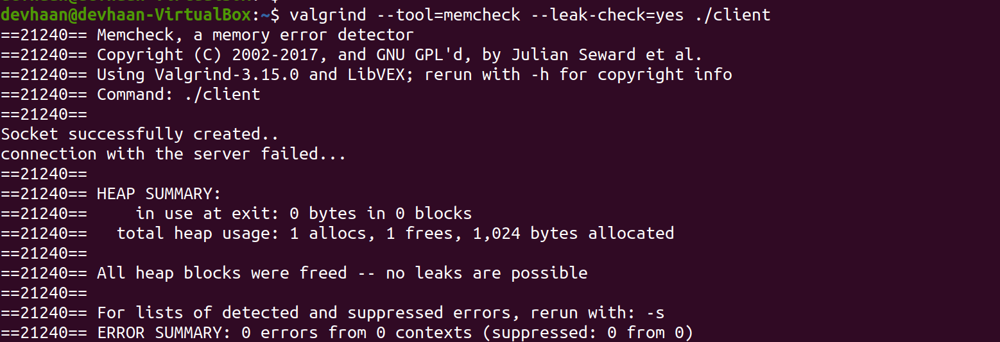 devhaan@devhaan-VirtualBox:~$ valgrind --tool=memcheck --leak-check=yes ./client
==21240== Memcheck, a memory error detector
==21240== Copyright (C) 2002-2017, and GNU GPL'd, by Julian Seward et al.
==21240== Using Valgrind-3.15.0 and LibVEX; rerun with -h for copyright info
==21240== Command: ./client
==21240==
Socket successfully created..
connection with the server failed...
==21240==
==21240== HEAP SUMMARY:
==21240==     in use at exit: 0 bytes in 0 blocks
==21240==   total heap usage: 1 allocs, 1 frees, 1,024 bytes allocated
==21240==
==21240== All heap blocks were freed -- no leaks are possible
==21240==
==21240== For lists of detected and suppressed errors, rerun with: -s
==21240== ERROR SUMMARY: 0 errors from 0 contexts (suppressed: 0 from 0)